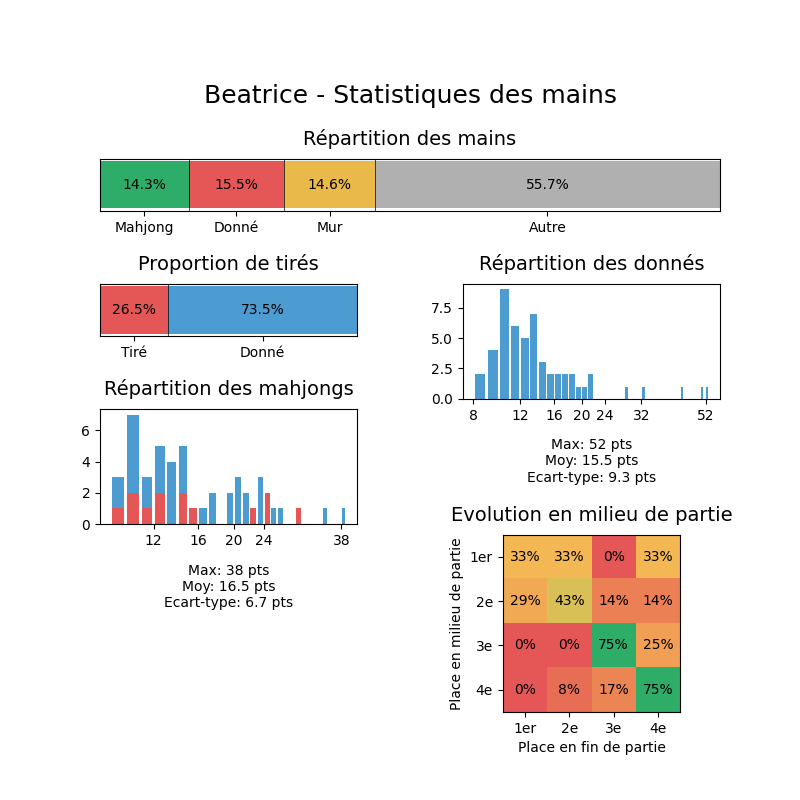 Beatrice - Statistiques des mains
Répartition des mains
14.3% 15.5% 14.6% 55.7%
Mahjong Donné Mur Autre
Proportion de tirés
26.5% 73.5%
Tiré Donné
Répartition des donnés
7.5
5.0
2.5
0.0
8 12 16 20 24 32 52
Max: 52 pts
Moy: 15.5 pts
Ecart-type: 9.3 pts
Répartition des mahjongs
6
4
2
0
12 16 20 24 38
Max: 38 pts
Moy: 16.5 pts
Ecart-type: 6.7 pts
Evolution en milieu de partie
Place en milieu de partie
1er 33% 33% 0% 33%
2e 29% 43% 14% 14%
3e 0% 0% 75% 25%
4e 0% 8% 17% 75%
1er 2e 3e 4e
Place en fin de partie